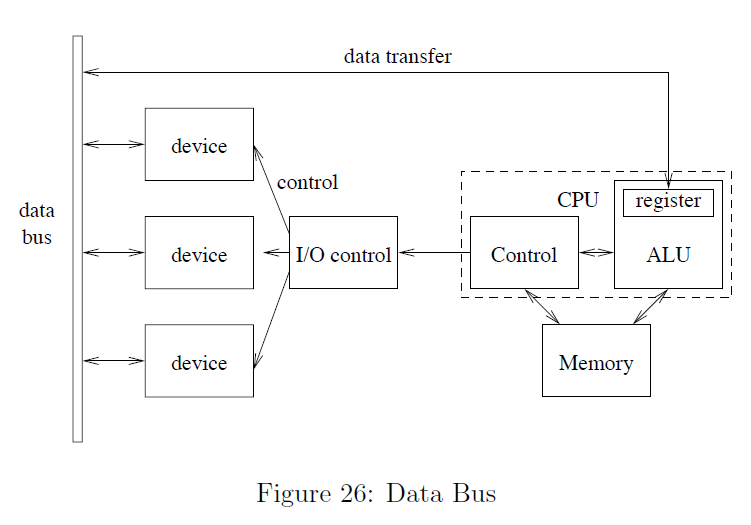 data transfer
device
control
data
bus
CPU
register
device
I/O control
Control
ALU
device
Memory
Figure 26: Data Bus